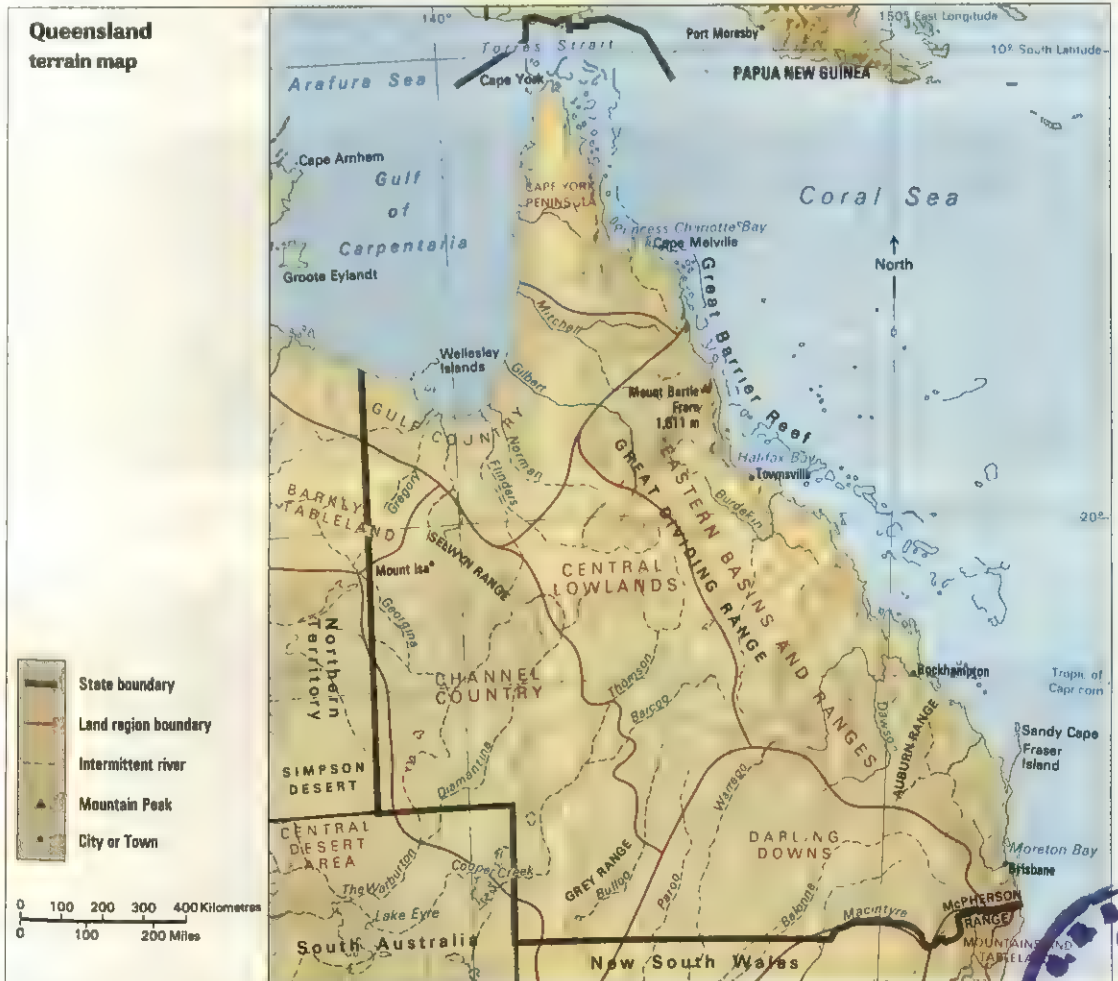 Queensland
terrain map
140°
150° East Longitude
Port Moresby
10° South Latitude
Torres Strait
PAPUA NEW GUINEA
Arafura Sea
Cape York
Cape Arnhem
Gulf
of
Carpentaria
CAPE YORK
PENINSULA
Coral Sea
Princess Charlotte Bay
Cape Melville
North
Groote Eylandt
Great Barrier Reef
Mitchell
Wellesley
Islands
Gilbert
Mount Bartle
Frere
1,611 m
GULF COUNTRY
Norman
Flinders
Gregory
Halifax Bay
Townsville
Burdekin
EASTERN BASINS AND RANGES
GREAT DIVIDING RANGE
BARKLY
TABLELAND
20°
SELWYN RANGE
Mount Isa
CENTRAL
LOWLANDS
Georgina
Northern
Territory
CHANNEL
COUNTRY
Thomson
Barcoo
Rockhampton
Tropic of
Capricorn
State boundary
Land region boundary
Intermittent river
Mountain Peak
City or Town
Dawson
AUBURN RANGE
Sandy Cape
Fraser
Island
SIMPSON
DESERT
Diamantina
Warrego
CENTRAL
DESERT
AREA
DARLING
DOWNS
Moreton Bay
Brisbane
The Warburton
Cooper Creek
GREY RANGE
Bulloo
Paroo
Balonne
Macintyre
McPHERSON
RANGE
0 100 200 300 400 Kilometres
0 100 200 Miles
Lake Eyre
South Australia
New South Wales
MOUNTAINS AND